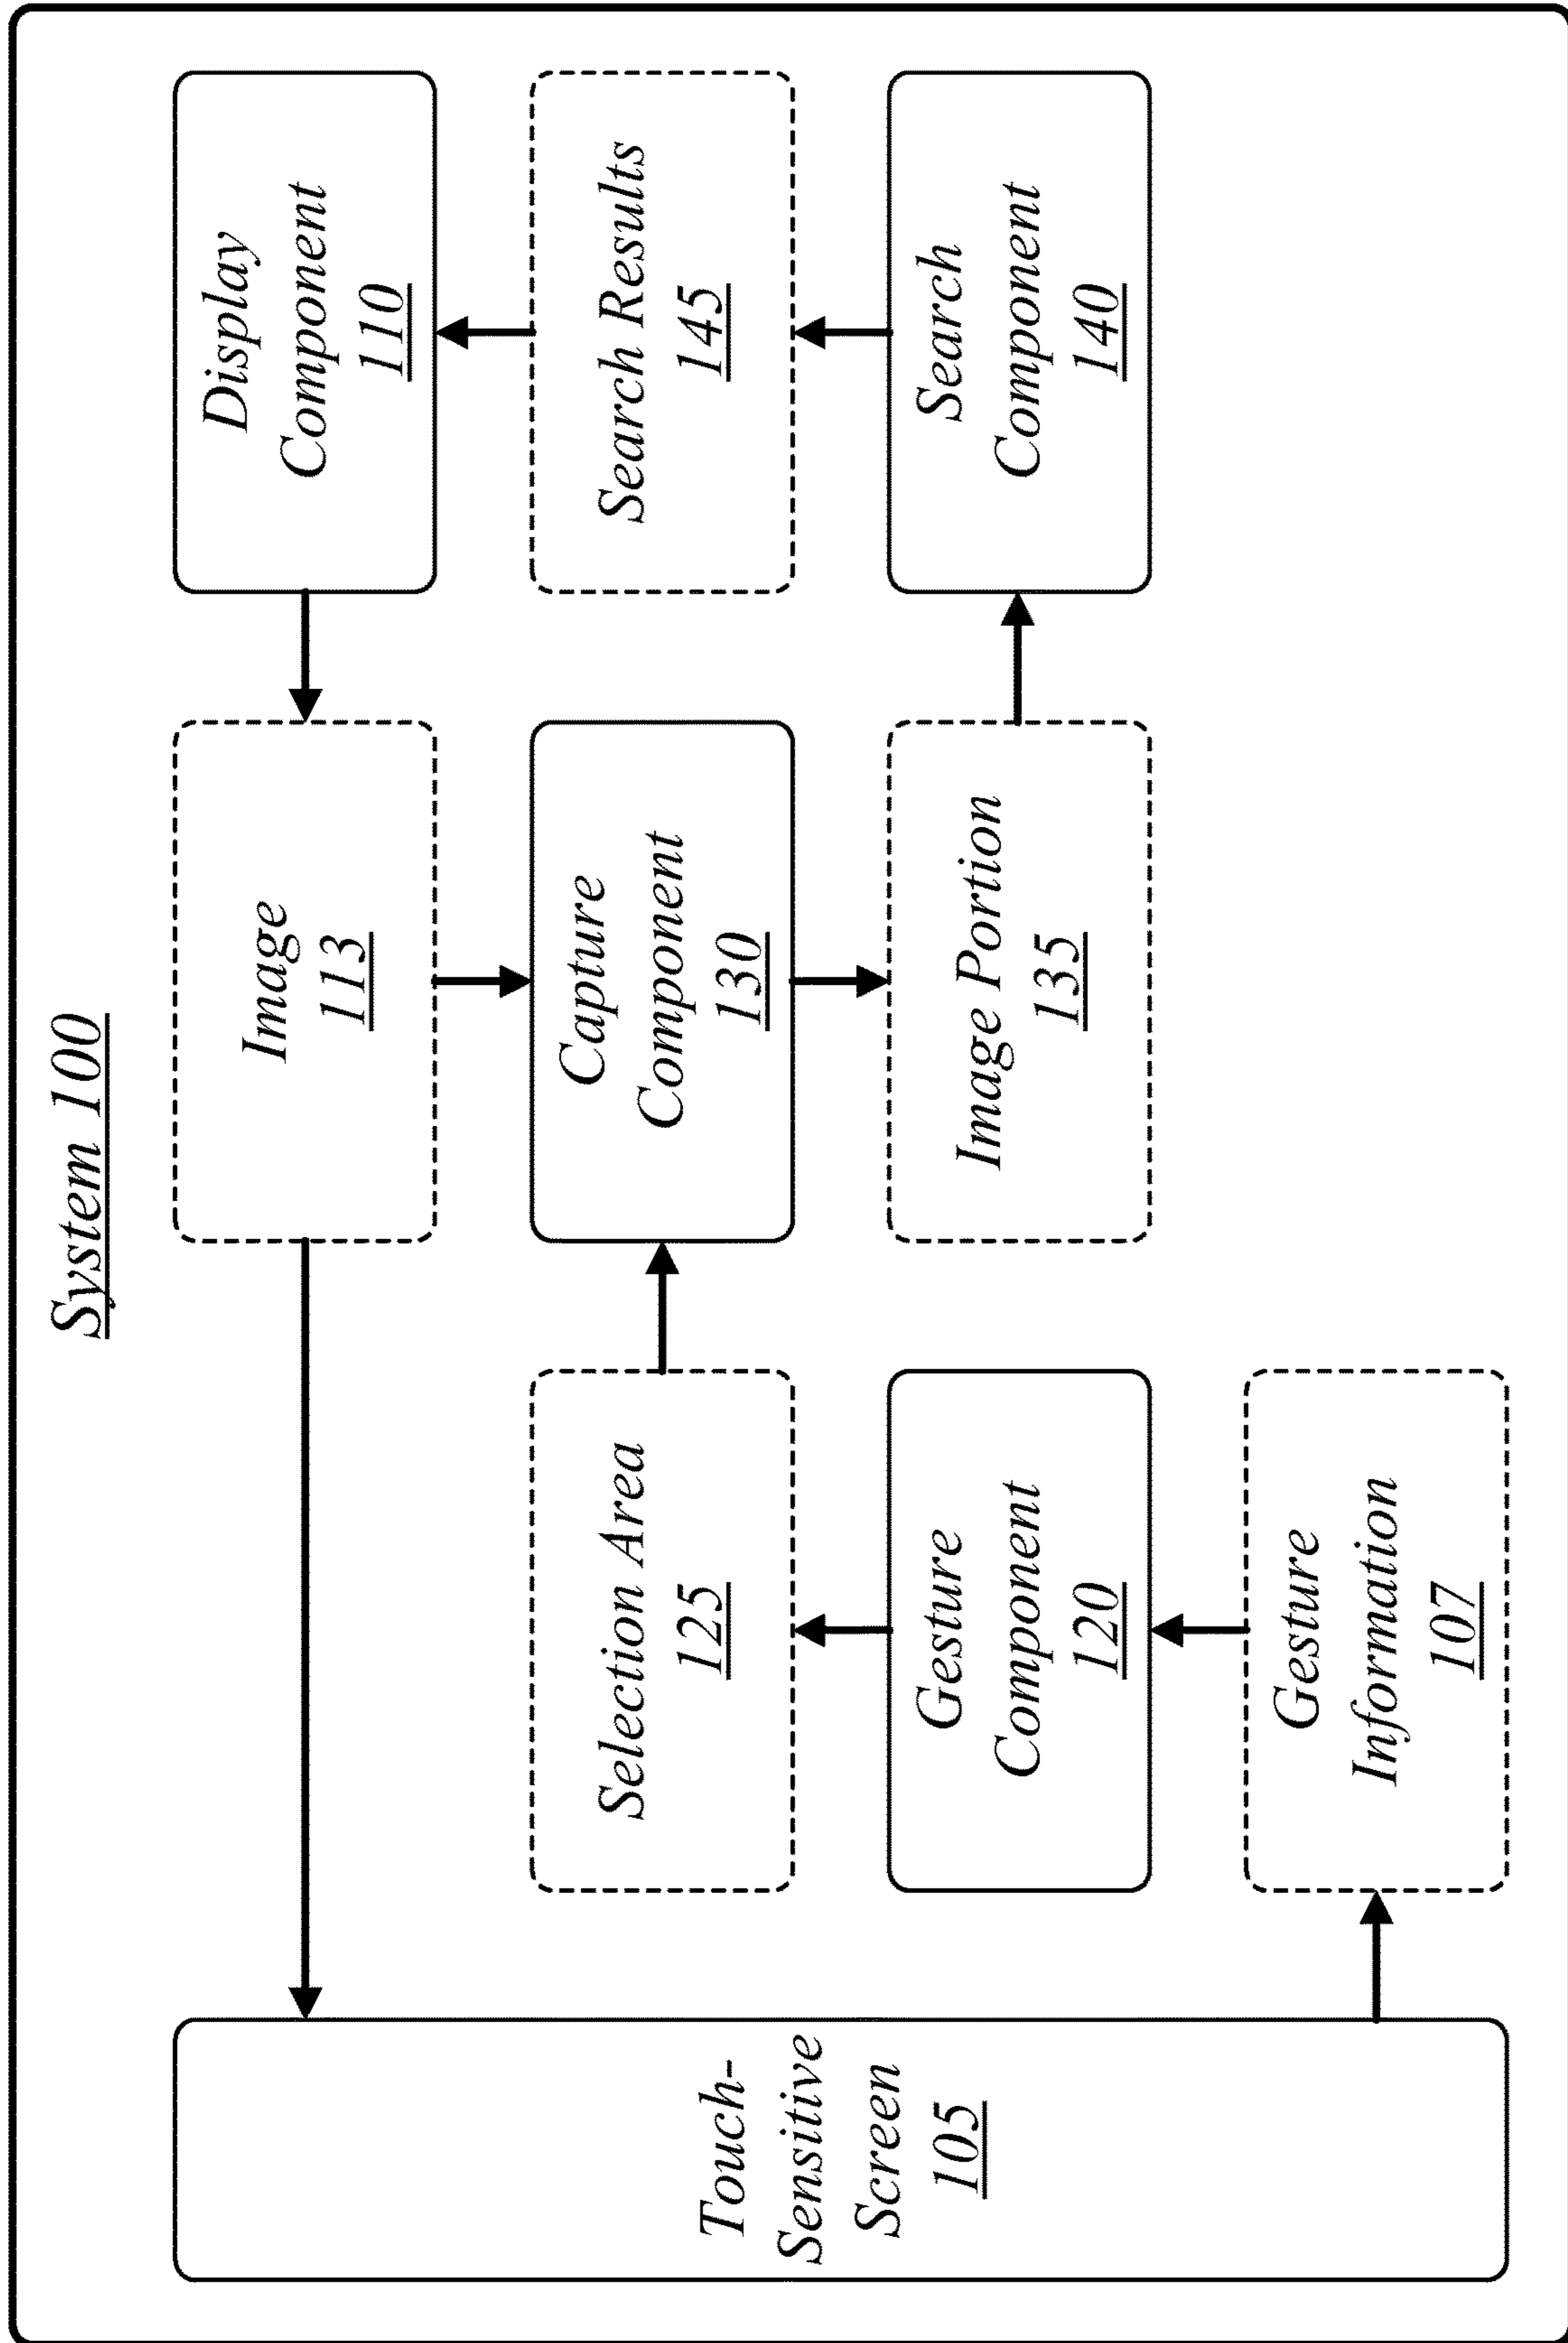 System 100
Touch-
Sensitive
Screen
105
Image
113
Display
Component
110
Selection Area
125
Capture
Component
130
Search Results
145
Gesture
Component
120
Image Portion
135
Search
Component
140
Gesture
Information
107